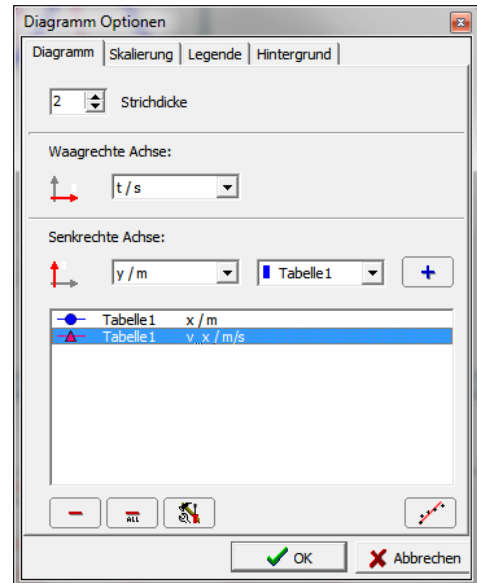 Diagramm Optionen
Diagramm Skalierung Legende Hintergrund
2 Strichdicke
Waagrechte Achse:
t / s
Senkrechte Achse:
y / m Tabelle1
Tabelle1 x / m
Tabelle1 v_x / m/s
ALL
OK Abbrechen